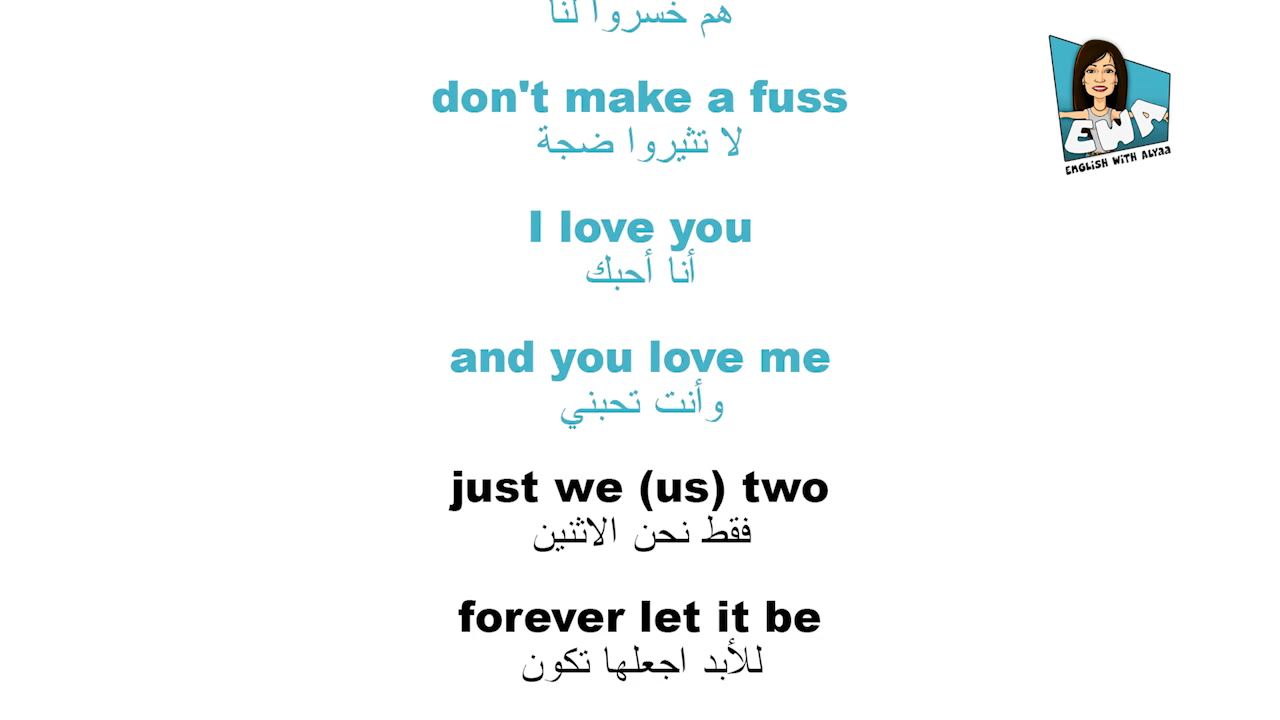 هم خسروا لنا
don't make a fuss
لا تثيروا ضجة
I love you
أنا أحبك
and you love me
وأنت تحبني
just we (us) two
فقط نحن الاثنين
forever let it be
للأبد اجعلها تكون
EWA
ENGLISH WITH ALYAA